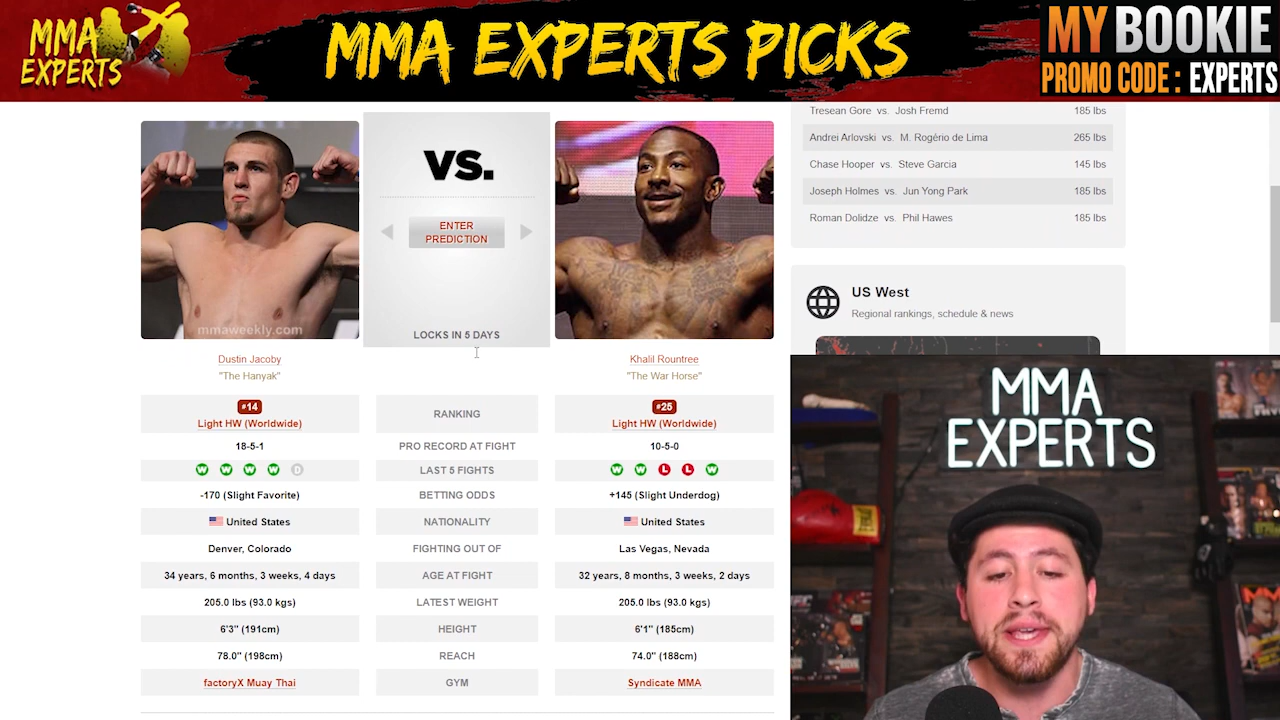 MMA EXPERTS
MMA EXPERTS PICKS
MY BOOKIE
PROMO CODE : EXPERTS
mmaweekly.com
VS.
ENTER
PREDICTION
LOCKS IN 5 DAYS
Dustin Jacoby
"The Hanyak"
Khalil Rountree
"The War Horse"
#14
Light HW (Worldwide)
RANKING
#25
Light HW (Worldwide)
18-5-1 PRO RECORD AT FIGHT 10-5-0
W W W W D LAST 5 FIGHTS W W L L W
-170 (Slight Favorite) BETTING ODDS +145 (Slight Underdog)
United States NATIONALITY United States
Denver, Colorado FIGHTING OUT OF Las Vegas, Nevada
34 years, 6 months, 3 weeks, 4 days AGE AT FIGHT 32 years, 8 months, 3 weeks, 2 days
205.0 lbs (93.0 kgs) LATEST WEIGHT 205.0 lbs (93.0 kgs)
6'3" (191cm) HEIGHT 6'1" (185cm)
78.0" (198cm) REACH 74.0" (188cm)
factoryX Muay Thai GYM Syndicate MMA
Tresean Gore vs. Josh Fremd 185 lbs
Andrei Arlovski vs. M. Rogério de Lima 265 lbs
Chase Hooper vs. Steve Garcia 145 lbs
Joseph Holmes vs. Jun Yong Park 185 lbs
Roman Dolidze vs. Phil Hawes 185 lbs
US West
Regional rankings, schedule & news
MMA
EXPERTS